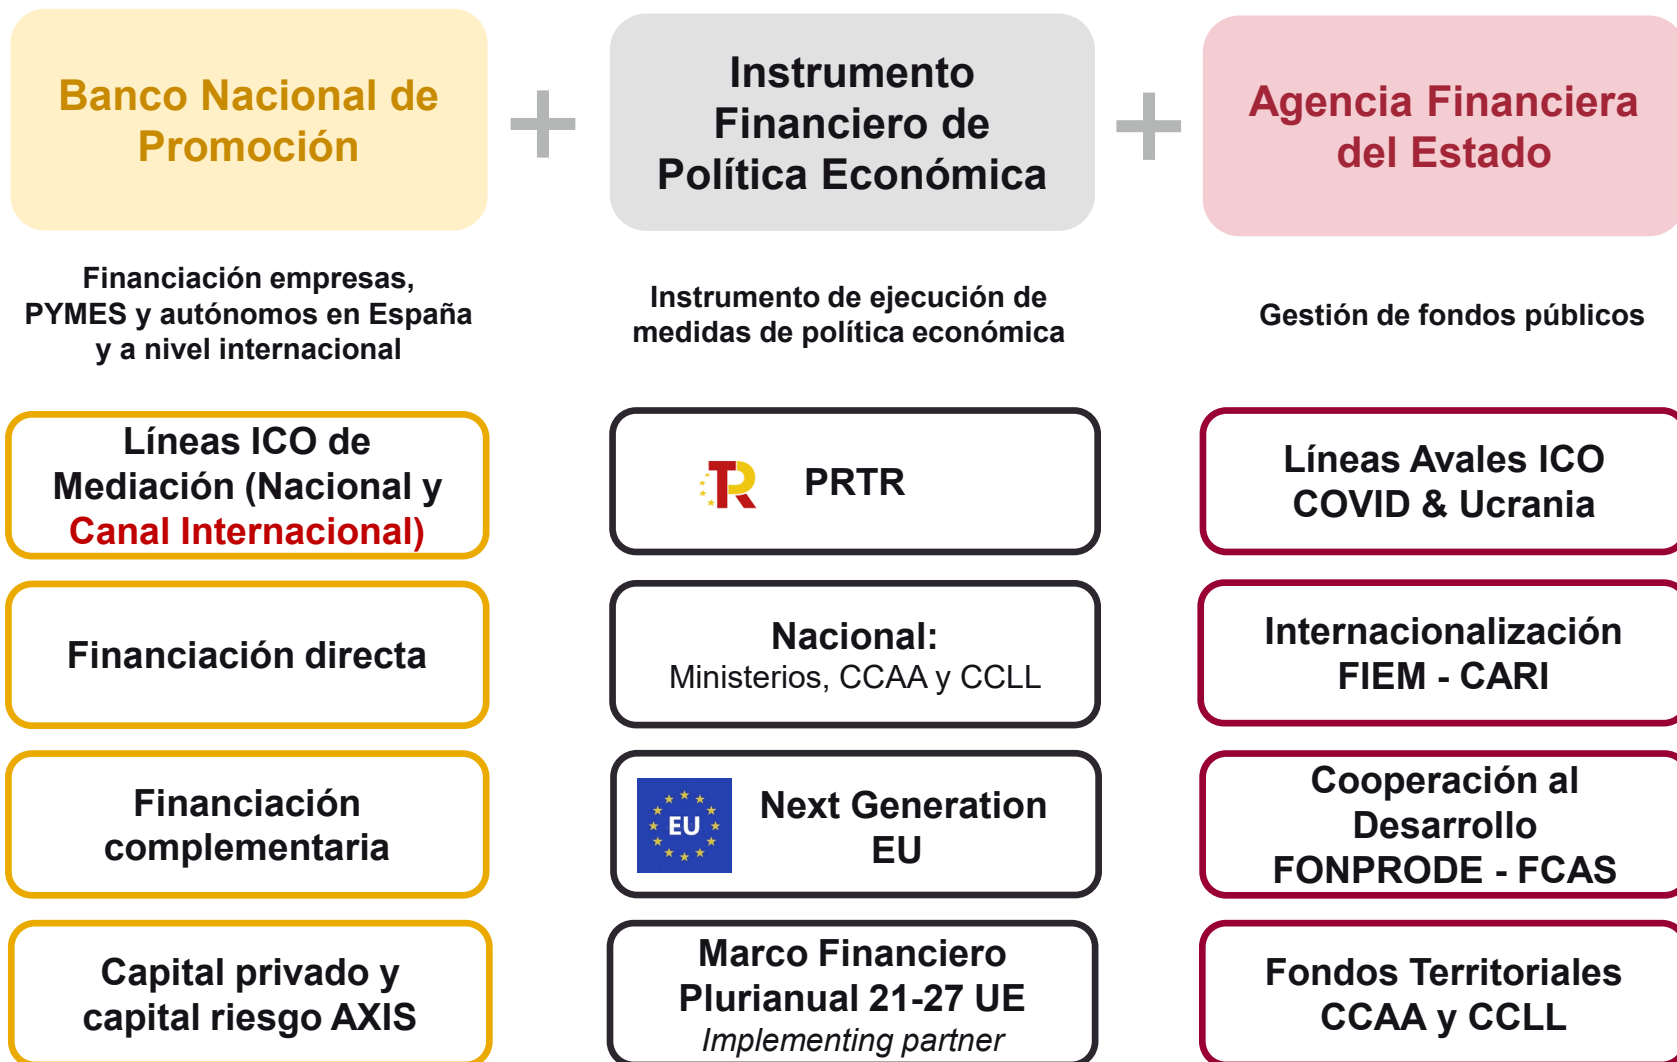 Banco Nacional de
Promoción
Instrumento
Financiero de
Política Económica
Agencia Financiera
del Estado
Financiación empresas,
PYMES y autónomos en España
y a nivel internacional
Instrumento de ejecución de
medidas de política económica
Gestión de fondos públicos
Líneas ICO de
Mediación (Nacional y
Canal Internacional)
TR PRTR
Líneas Avales ICO
COVID & Ucrania
Financiación directa
Nacional:
Ministerios, CCAA y CCLL
Internacionalización
FIEM - CARI
Financiación
complementaria
EU
Next Generation
EU
Cooperación al
Desarrollo
FONPRODE - FCAS
Capital privado y
capital riesgo AXIS
Marco Financiero
Plurianual 21-27 UE
Implementing partner
Fondos Territoriales
CCAA y CCLL